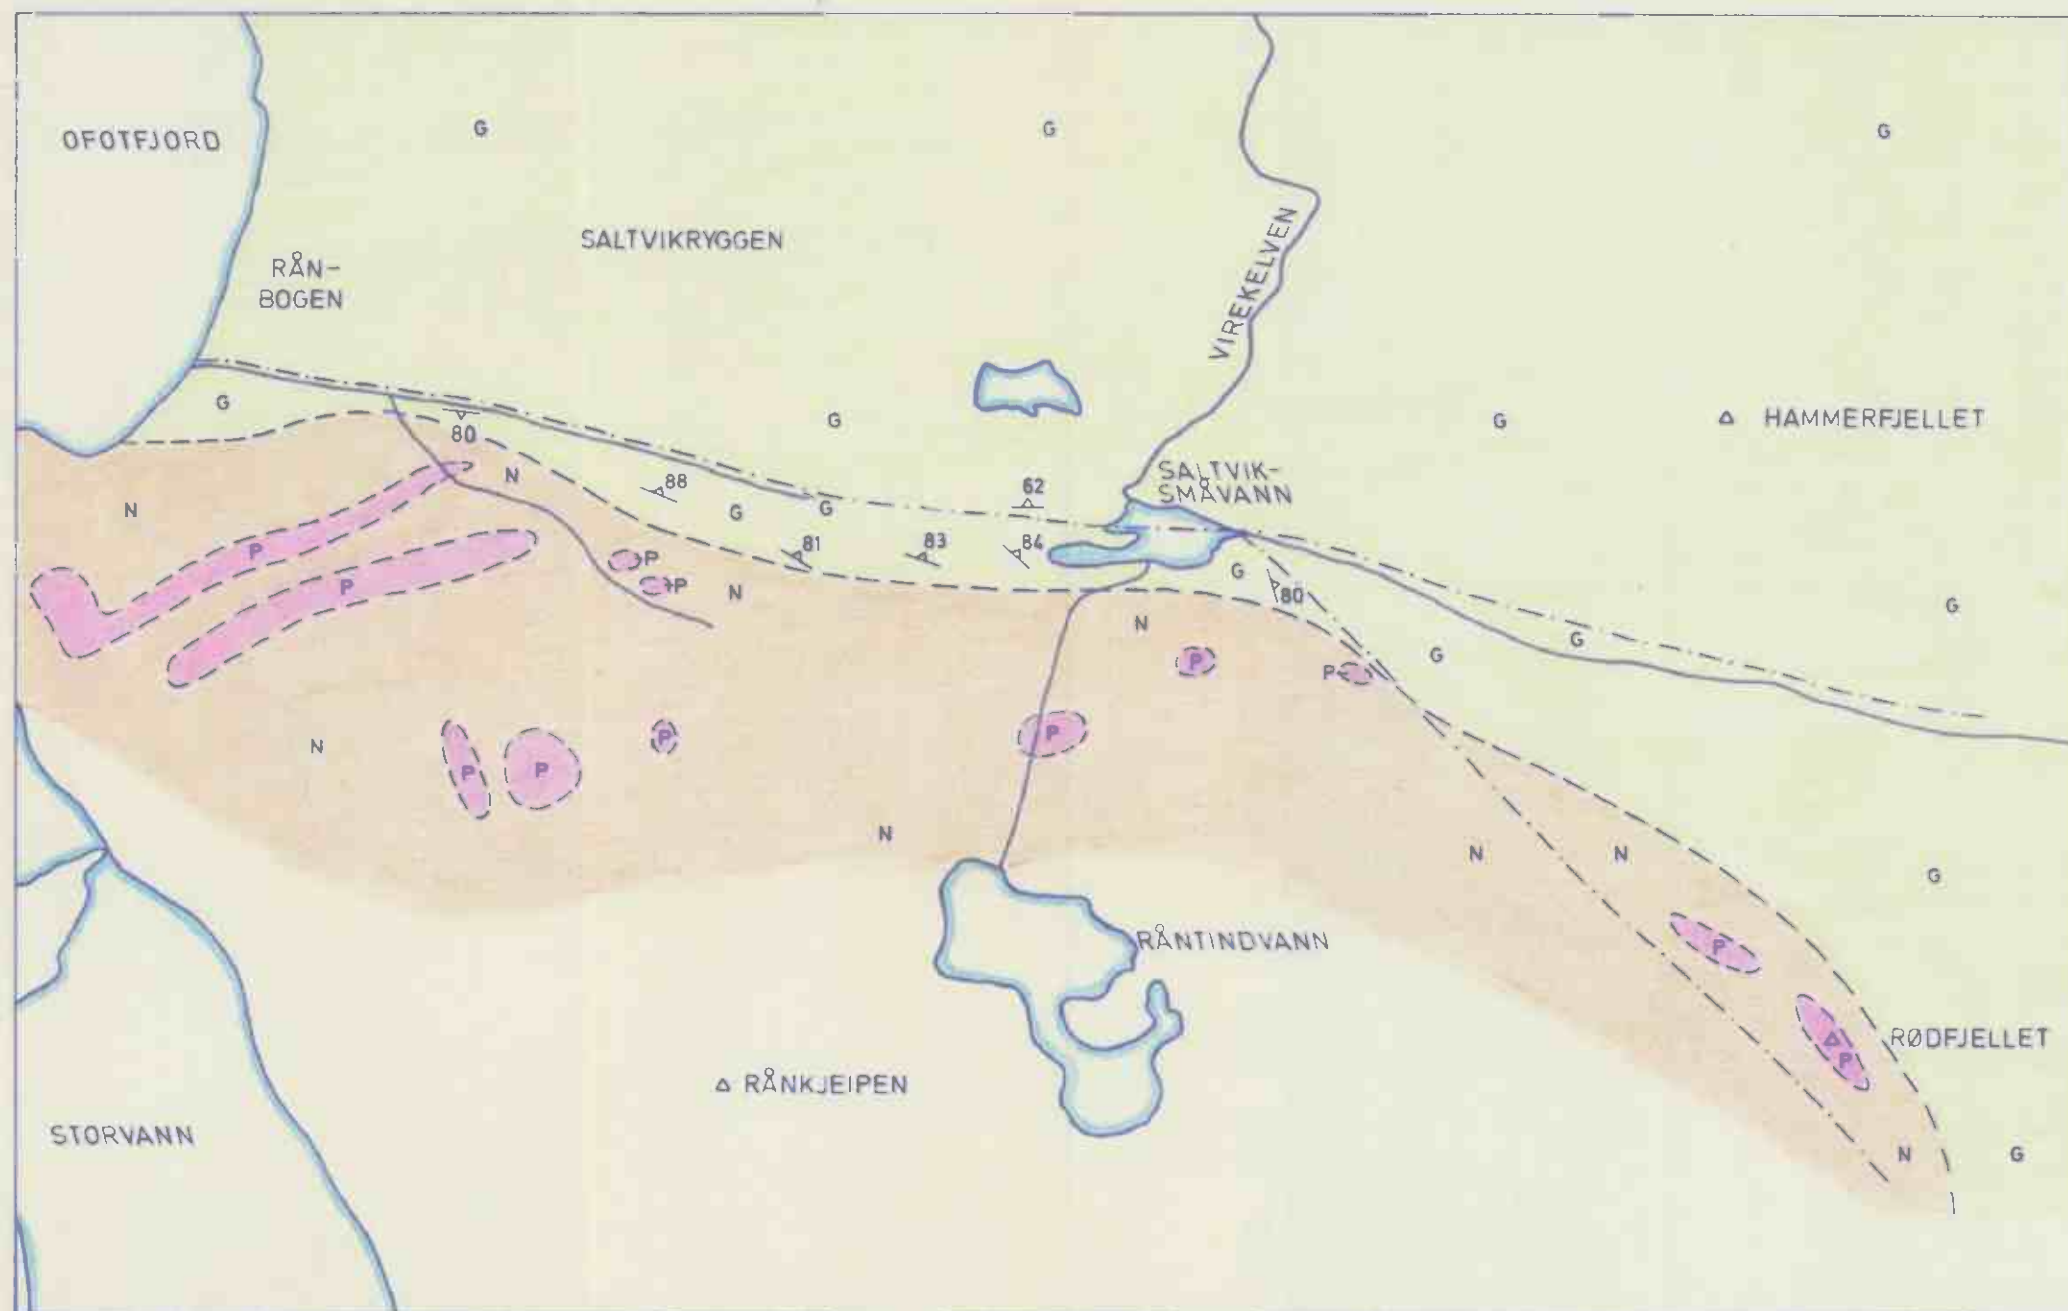 G G G
OFOTFJORD
VIREKELVEN
SALTVIKRYGGEN
RÅN-
BOGEN
G G G HAMMERFJELLET
80
SALTVIK-
SMÅVANN
N 88 62
N G G
81 83 84
P P P G
P P N 80
N G G
P P G
N P P
P P
N N N
G
RÅNTINDVANN P
RØDFJELLET
P
RÅNKJEIPEN
STORVANN
N G